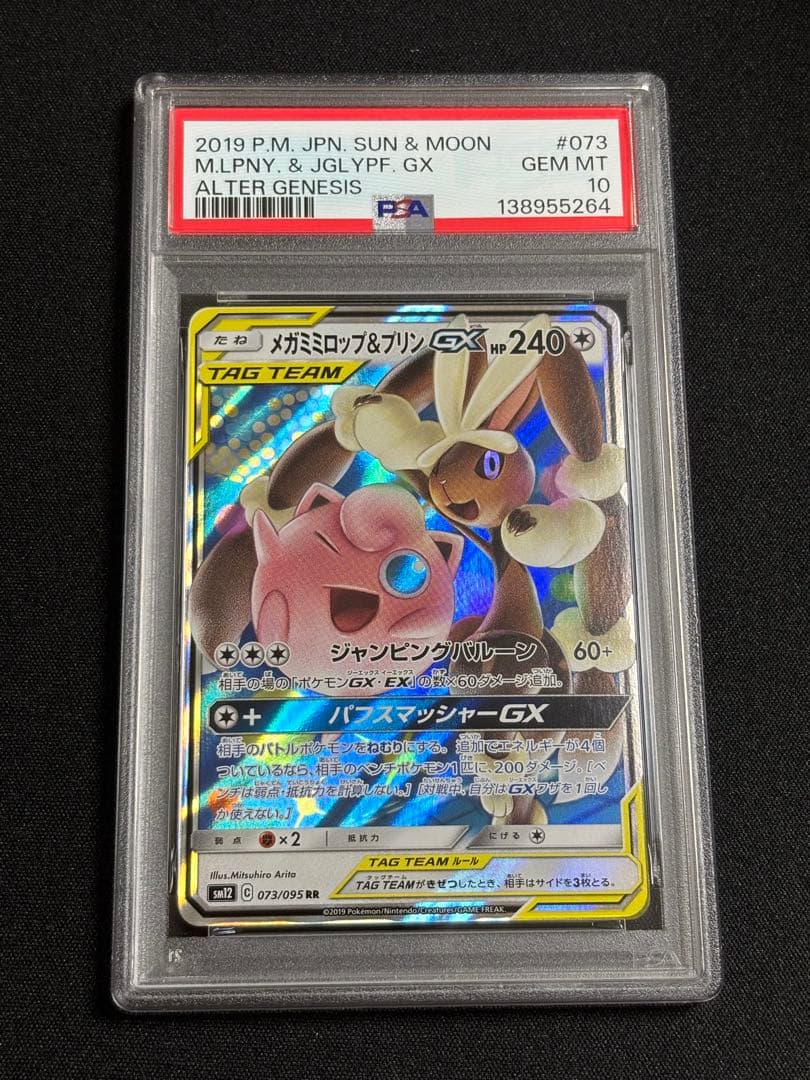 2019 P.M. JPN. SUN & MOON #073
M.LPNY. & JGLYPF. GX GEM MT
ALTER GENESIS 10
PSA 138955264
たね メガミミロップ&プリンGX HP240
TAG TEAM
ジャンピングバルーン 60+
相手の場の「ポケモンGX・EX」の数×60ダメージ追加。
+ パフスマッシャーGX
相手のバトルポケモンをねむりにする。追加でエネルギーが4個
ついているなら、相手のベンチポケモン1匹に、200ダメージ。[ベ
ンチは弱点・抵抗力を計算しない。] [対戦中、自分はGXワザを1回し
か使えない。]
弱点 ×2 抵抗力 にげる
Illus.Mitsuhiro Arita
TAG TEAM ルール
TAG TEAMがきぜつしたとき、相手はサイドを3枚とる。
sm12 C 073/095 RR
©2019 Pokémon/Nintendo/Creatures/GAME FREAK.